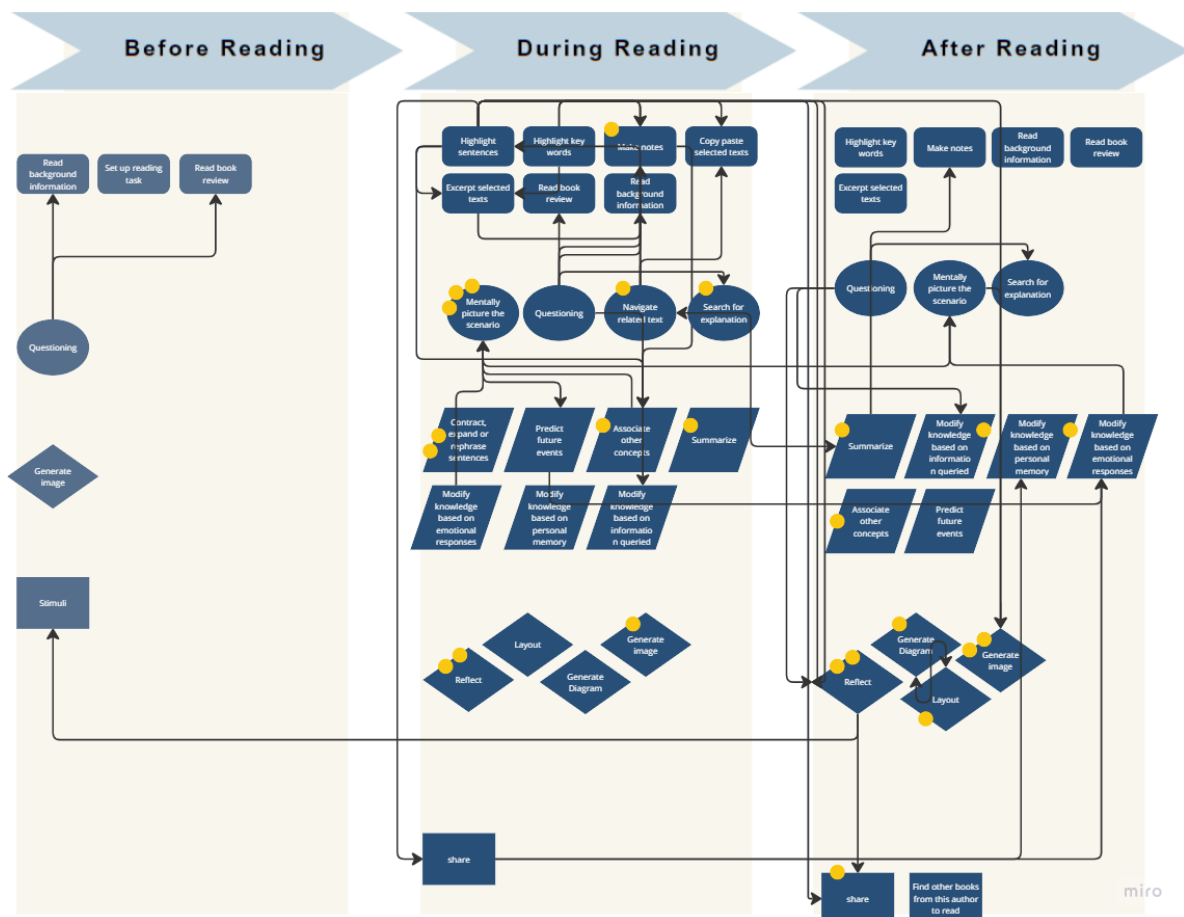 Before Reading
During Reading
After Reading
Read
background
information
Set up reading
task
Read book
review
Questioning
Generate
image
Stimuli
Highlight
sentences
Highlight key
words
Make notes
Copy paste
selected texts
Excerpt selected
texts
Read book
review
Read
background
information
Mentally
picture the
scenario
Questioning
Navigate
related text
Search for
explanation
Contract,
expand or
rephrase
sentences
Predict
future
events
Associate
other
concepts
Summarize
Modify
knowledge
based on
emotional
responses
Modify
knowledge
based on
personal
memory
Modify
knowledge
based on
informatio
n queried
Reflect
Layout
Generate
Diagram
Generate
image
share
Highlight key
words
Make notes
Read
background
information
Read book
review
Excerpt selected
texts
Questioning
Mentally
picture the
scenario
Search for
explanation
Summarize
Modify
knowledge
based on
informatio
n queried
Modify
knowledge
based on
personal
memory
Modify
knowledge
based on
emotional
responses
Associate
other
concepts
Predict
future
events
Reflect
Generate
Diagram
Layout
Generate
image
share
Find other books
from this author
to read
miro